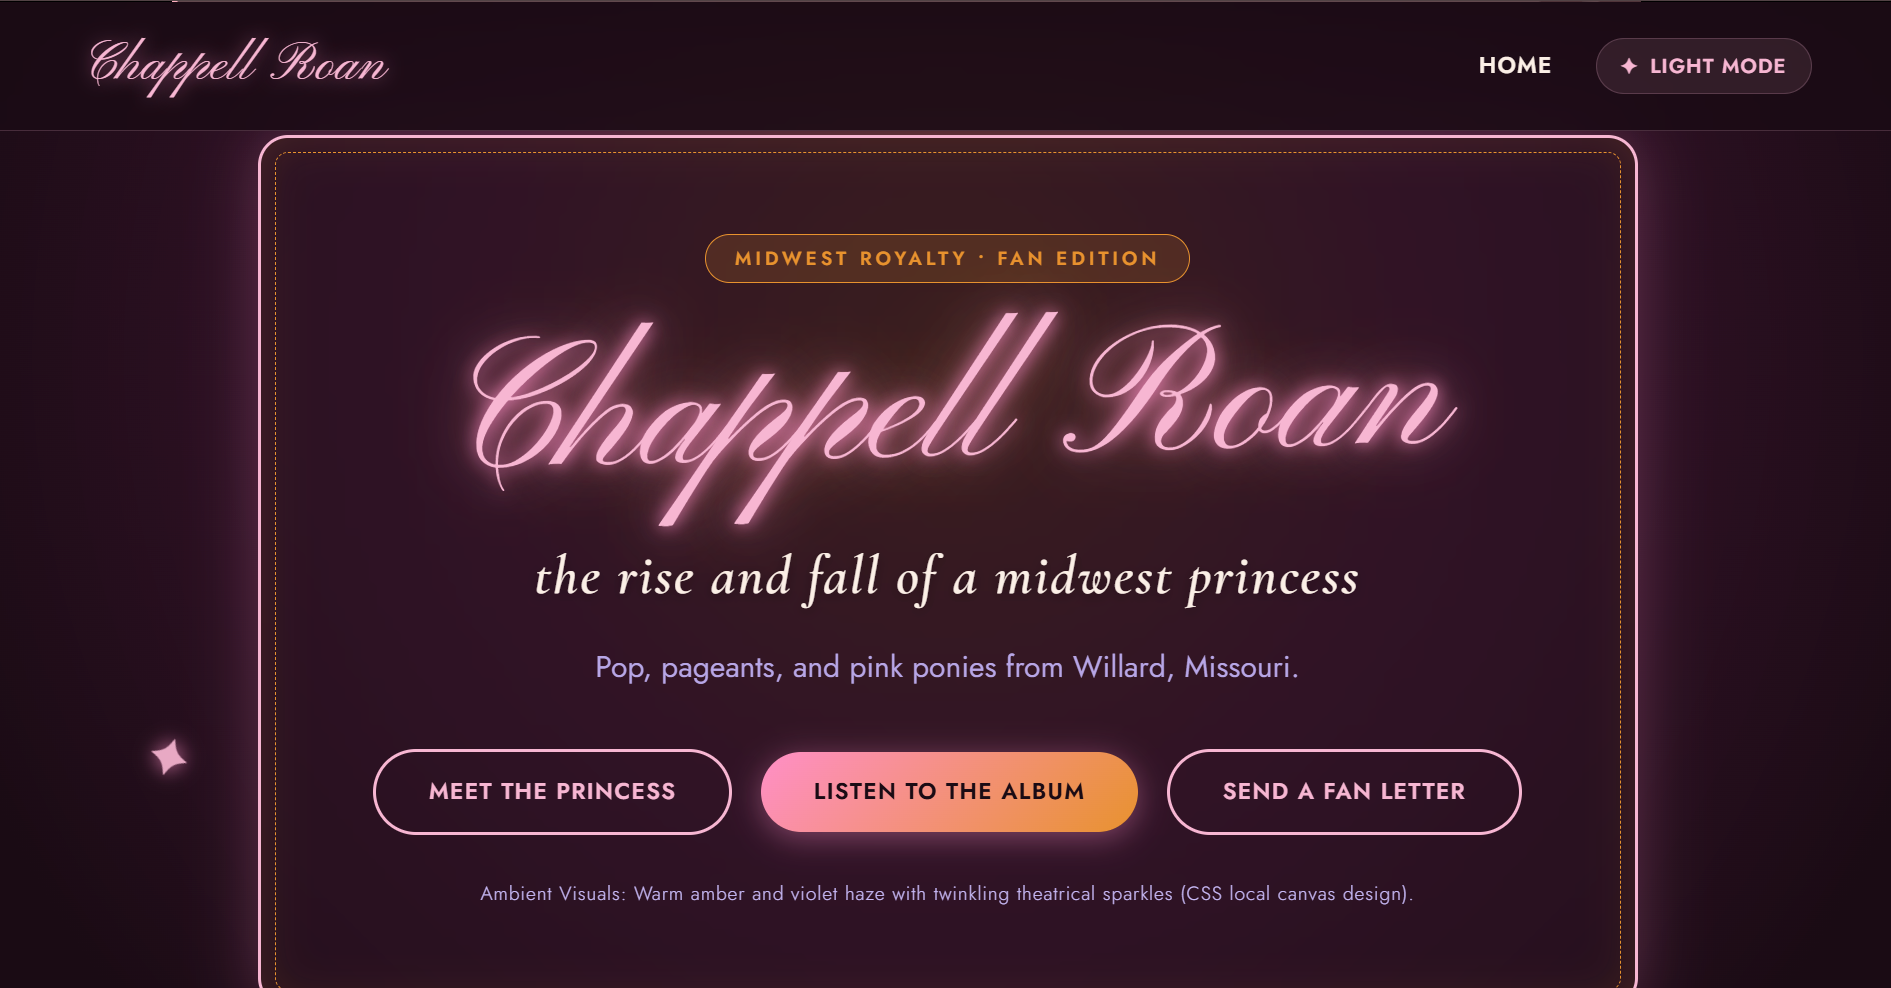 Chappell Roan
HOME
LIGHT MODE
MIDWEST ROYALTY · FAN EDITION
Chappell Roan
the rise and fall of a midwest princess
Pop, pageants, and pink ponies from Willard, Missouri.
MEET THE PRINCESS
LISTEN TO THE ALBUM
SEND A FAN LETTER
Ambient Visuals: Warm amber and violet haze with twinkling theatrical sparkles (CSS local canvas design).